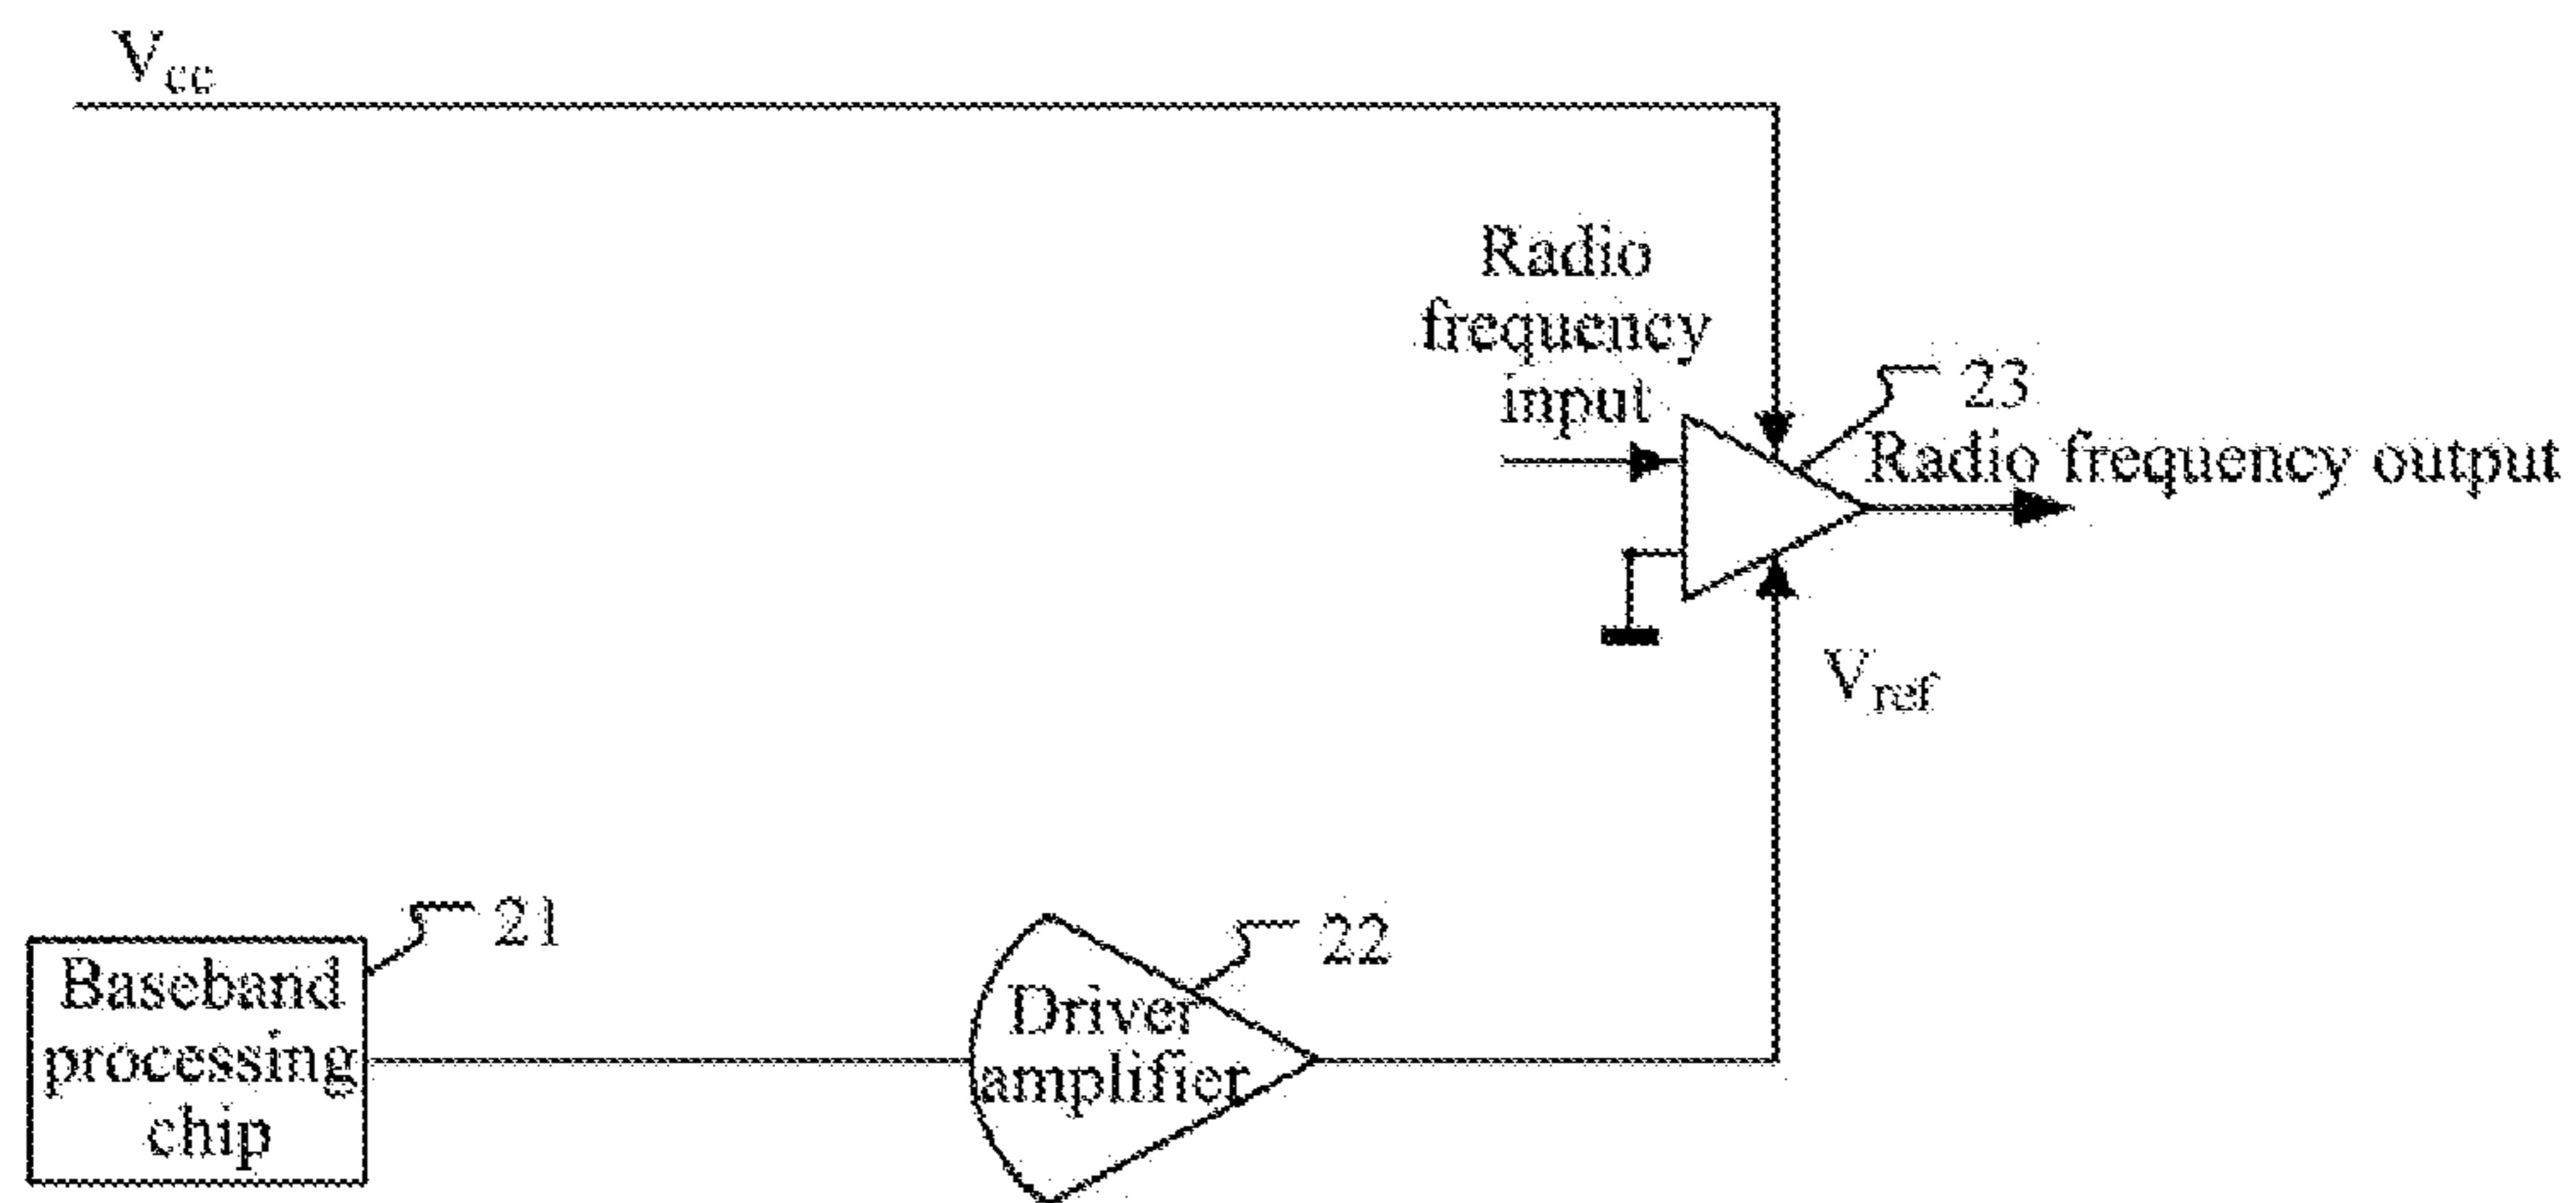 Vcc
Radio
frequency
input
23
Radio frequency output
Vref
21
22
Baseband
processing
chip
Driver
amplifier